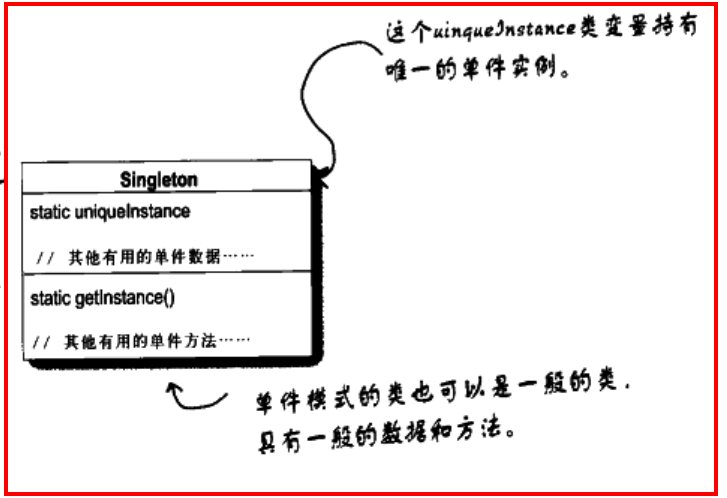 这个uinqueInstance类变量持有
唯一的单件实例。
Singleton
static uniqueInstance
// 其他有用的单件数据……
static getInstance()
// 其他有用的单件方法……
单件模式的类也可以是一般的类，
具有一般的数据和方法。